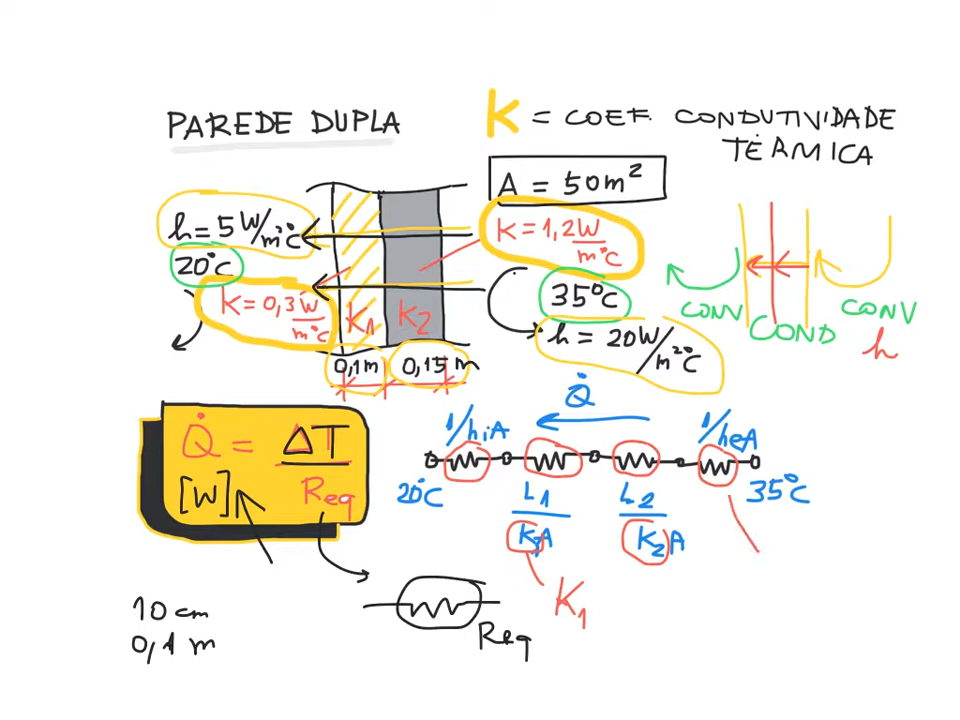 PAREDE DUPLA
K = COEF. CONDUTIVIDADE
TÉRMICA
A = 50m²
h = 5 W/m²°C
20°C
K = 0,3 W/m°C
K = 1,2 W/m°C
35°C
h = 20 W/m²°C
K1
K2
0,1 m
0,15 m
CONV
COND
CONV
h
Q̇ = ΔT/Req
[W]
Q̇
1/hiA
1/heA
20°C
35°C
L1/K1A
L2/K2A
K1
Req
10 cm
0,1 m